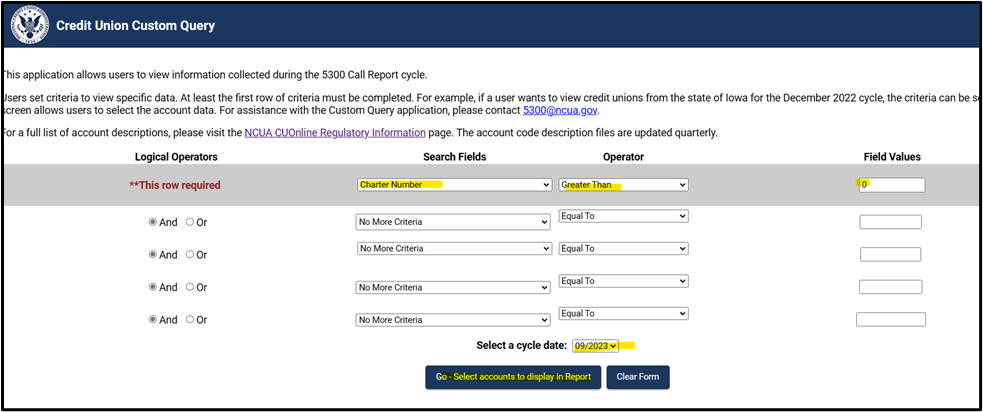 Credit Union Custom Query
This application allows users to view information collected during the 5300 Call Report cycle.
Users set criteria to view specific data. At least the first row of criteria must be completed. For example, if a user wants to view credit unions from the state of Iowa for the December 2022 cycle, the criteria can be
screen allows users to select the account data. For assistance with the Custom Query application, please contact 5300@ncua.gov.
For a full list of account descriptions, please visit the NCUA CUOnline Regulatory Information page. The account code description files are updated quarterly.
Logical Operators Search Fields Operator Field Values
**This row required Charter Number Greater Than 0
And Or No More Criteria Equal To
And Or No More Criteria Equal To
And Or No More Criteria Equal To
And Or No More Criteria Equal To
Select a cycle date: 09/2023
Go - Select accounts to display in Report Clear Form